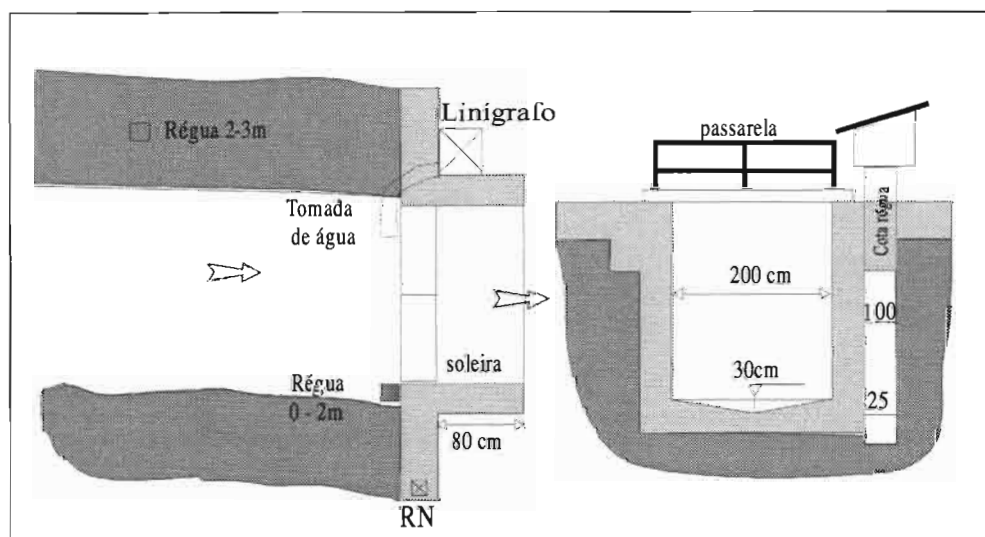 Régua 2-3m
Linígrafo
Tomada
de água
soleira
Régua
0 - 2m
80 cm
RN
passarela
Cota régua
200 cm
100
30cm
25